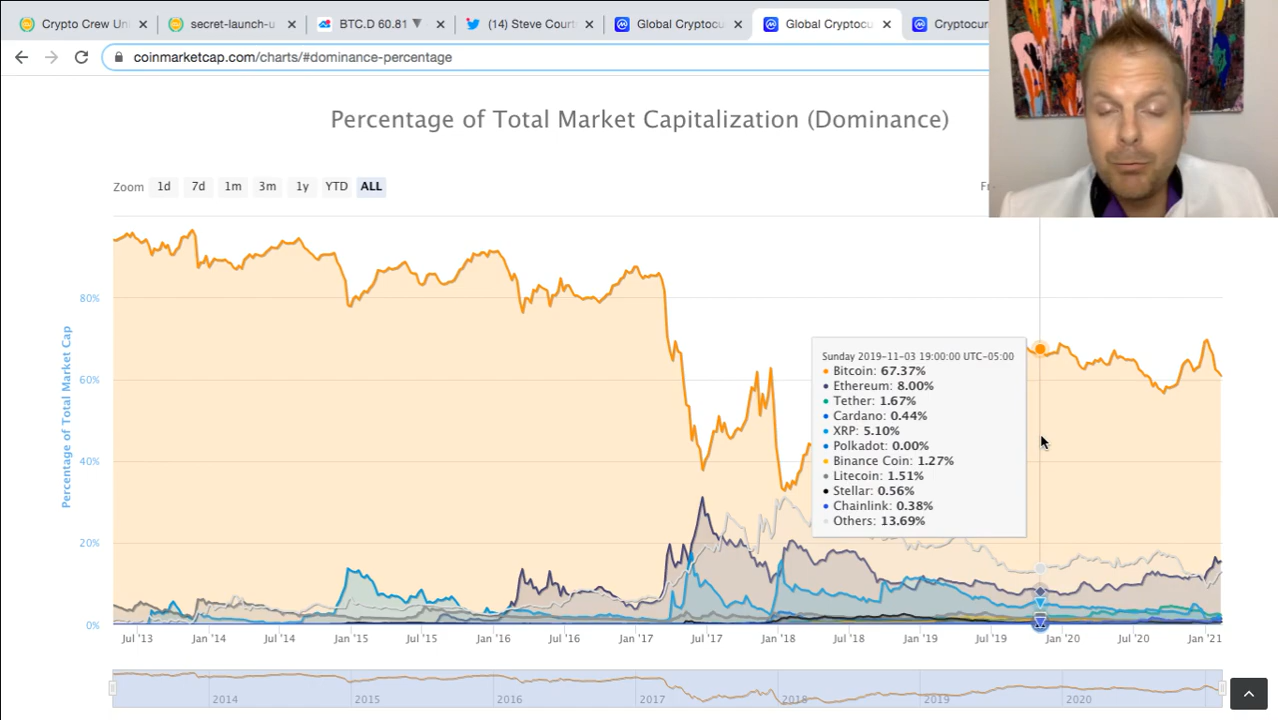 Crypto Crew Un
secret-launch-u
BTC.D 60.81 ▼
(14) Steve Court
Global Cryptocu
Global Cryptocu
Cryptocur
coinmarketcap.com/charts/#dominance-percentage
Percentage of Total Market Capitalization (Dominance)
Zoom 1d 7d 1m 3m 1y YTD ALL
Percentage of Total Market Cap
80%
60%
40%
20%
0%
Sunday 2019-11-03 19:00:00 UTC-05:00
Bitcoin: 67.37%
Ethereum: 8.00%
Tether: 1.67%
Cardano: 0.44%
XRP: 5.10%
Polkadot: 0.00%
Binance Coin: 1.27%
Litecoin: 1.51%
Stellar: 0.56%
Chainlink: 0.38%
Others: 13.69%
Jul '13 Jan '14 Jul '14 Jan '15 Jul '15 Jan '16 Jul '16 Jan '17 Jul '17 Jan '18 Jul '18 Jan '19 Jul '19 Jan '20 Jul '20 Jan '21
2014 2015 2016 2017 2018 2019 2020